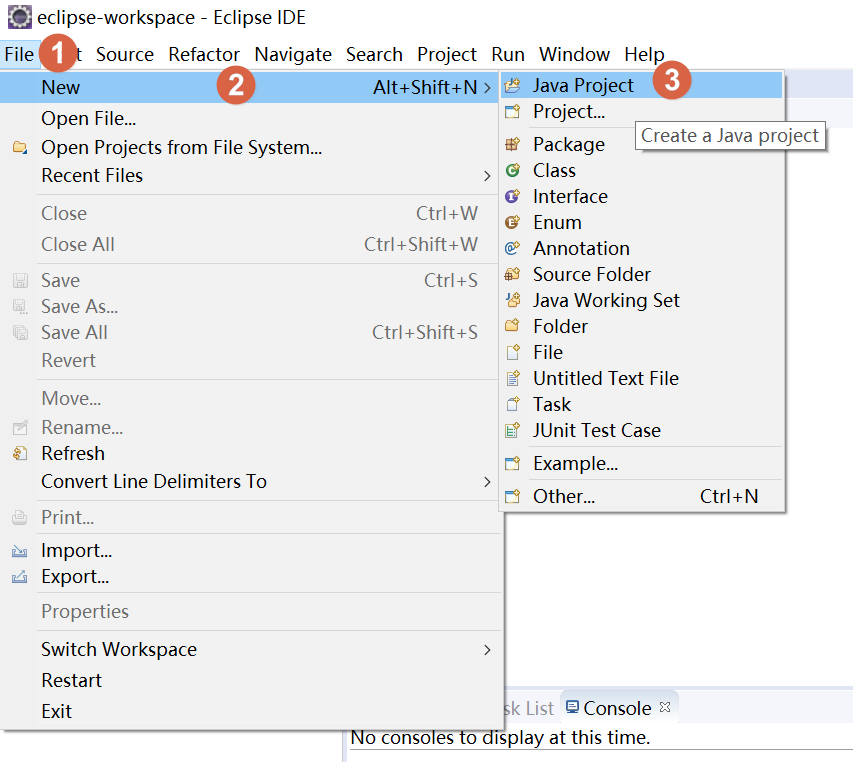 eclipse-workspace - Eclipse IDE
File 1 Source Refactor Navigate Search Project Run Window Help
New 2 Alt+Shift+N
Open File...
Open Projects from File System...
Recent Files
Close Ctrl+W
Close All Ctrl+Shift+W
Save Ctrl+S
Save As...
Save All Ctrl+Shift+S
Revert
Move...
Rename...
Refresh
Convert Line Delimiters To
Print...
Import...
Export...
Properties
Switch Workspace
Restart
Exit
Java Project 3
Project...
Create a Java project
Package
Class
Interface
Enum
Annotation
Source Folder
Java Working Set
Folder
File
Untitled Text File
Task
JUnit Test Case
Example...
Other... Ctrl+N
sk List Console
No consoles to display at this time.